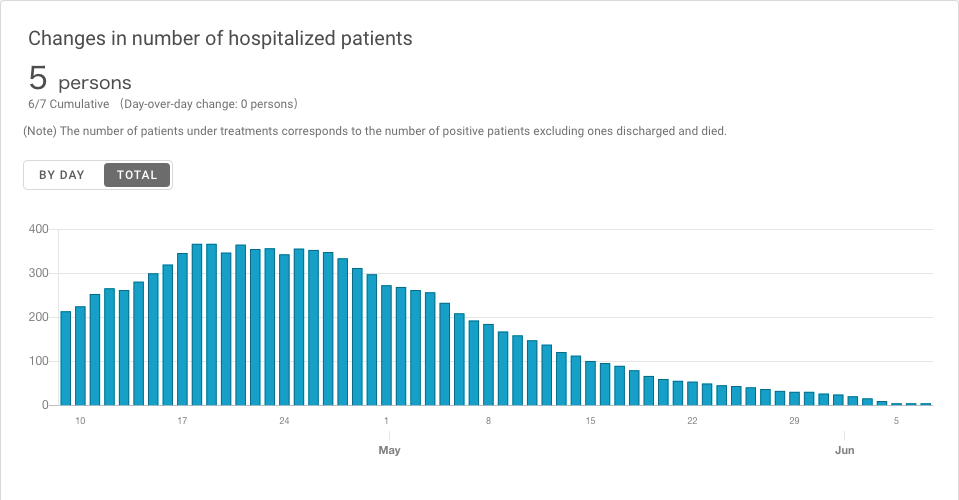 Changes in number of hospitalized patients
5 persons
6/7 Cumulative （Day-over-day change: 0 persons）
(Note) The number of patients under treatments corresponds to the number of positive patients excluding ones discharged and died.
BY DAY TOTAL
400
300
200
100
0
10 17 24 1 8 15 22 29 5
May Jun